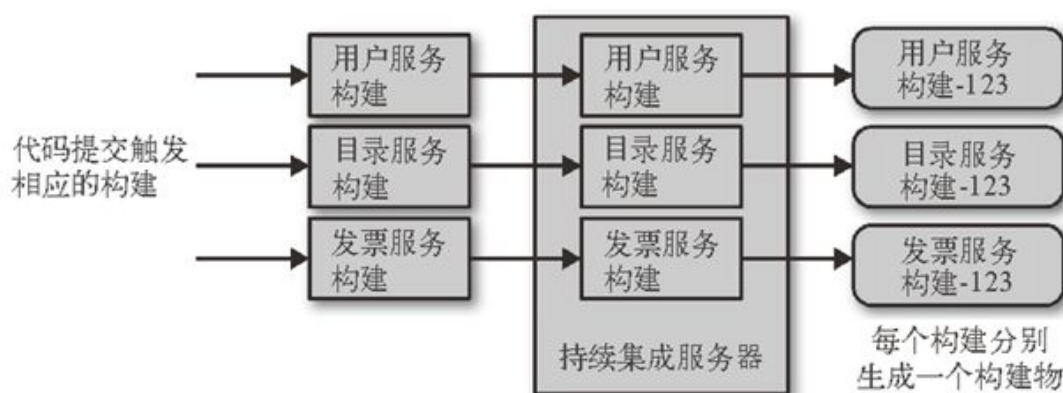 代码提交触发
相应的构建
用户服务
构建
目录服务
构建
发票服务
构建
用户服务
构建
目录服务
构建
发票服务
构建
持续集成服务器
用户服务
构建-123
目录服务
构建-123
发票服务
构建-123
每个构建分别
生成一个构建物